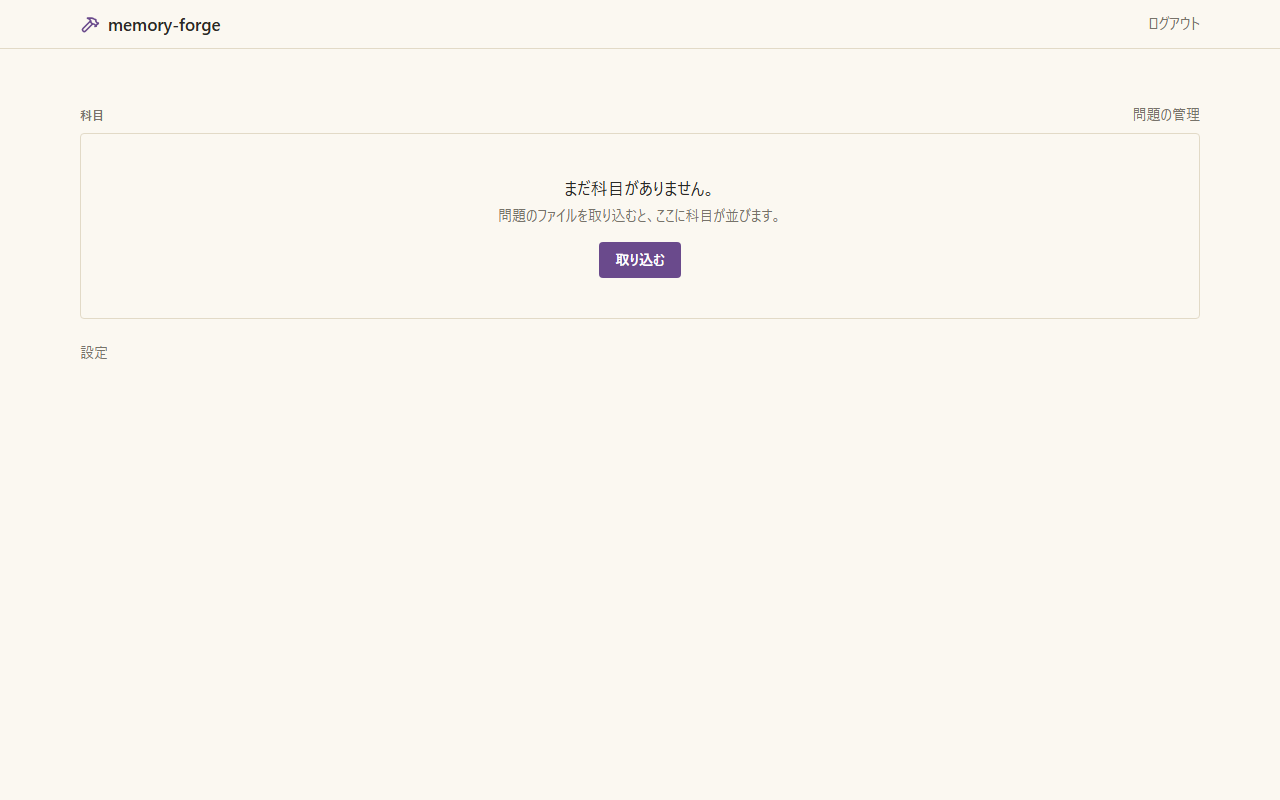 memory-forge
ログアウト
科目
問題の管理
まだ科目がありません。
問題のファイルを取り込むと、ここに科目が並びます。
取り込む
設定